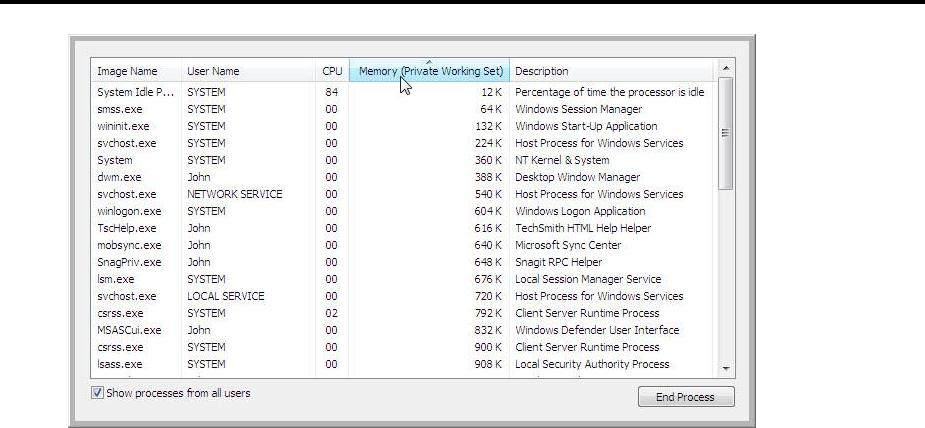 Image Name User Name CPU Memory (Private Working Set) Description
System Idle P... SYSTEM 84 12 K Percentage of time the processor is idle
smss.exe SYSTEM 00 64 K Windows Session Manager
wininit.exe SYSTEM 00 132 K Windows Start-Up Application
svchost.exe SYSTEM 00 224 K Host Process for Windows Services
System SYSTEM 00 360 K NT Kernel & System
dwm.exe John 00 388 K Desktop Window Manager
svchost.exe NETWORK SERVICE 00 540 K Host Process for Windows Services
winlogon.exe SYSTEM 00 604 K Windows Logon Application
TscHelp.exe John 00 616 K TechSmith HTML Help Helper
mobsync.exe John 00 640 K Microsoft Sync Center
SnagPriv.exe John 00 648 K Snagit RPC Helper
lsm.exe SYSTEM 00 676 K Local Session Manager Service
svchost.exe LOCAL SERVICE 00 720 K Host Process for Windows Services
csrss.exe SYSTEM 02 792 K Client Server Runtime Process
MSASCui.exe John 00 832 K Windows Defender User Interface
csrss.exe SYSTEM 00 900 K Client Server Runtime Process
lsass.exe SYSTEM 00 908 K Local Security Authority Process
Show processes from all users
End Process